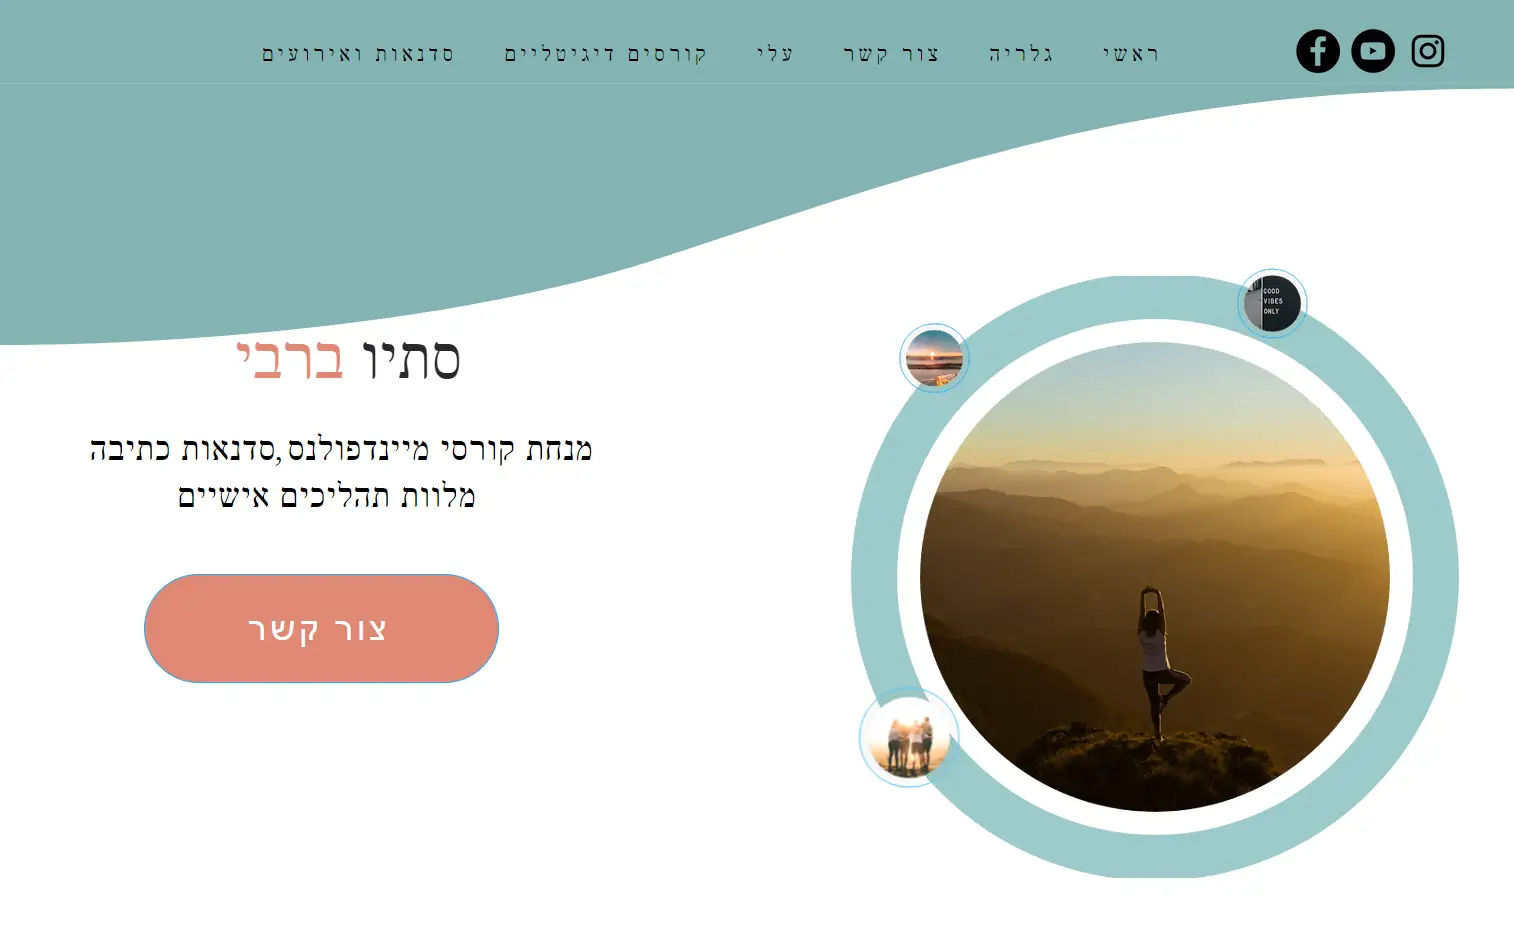 ראשי גלריה צור קשר עלי קורסים דיגיטליים סדנאות ואירועים
GOOD
VIBES
ONLY
סתיו ברבי
מנחת קורסי מיינדפולנס,סדנאות כתיבה
מלוות תהליכים אישיים
צור קשר